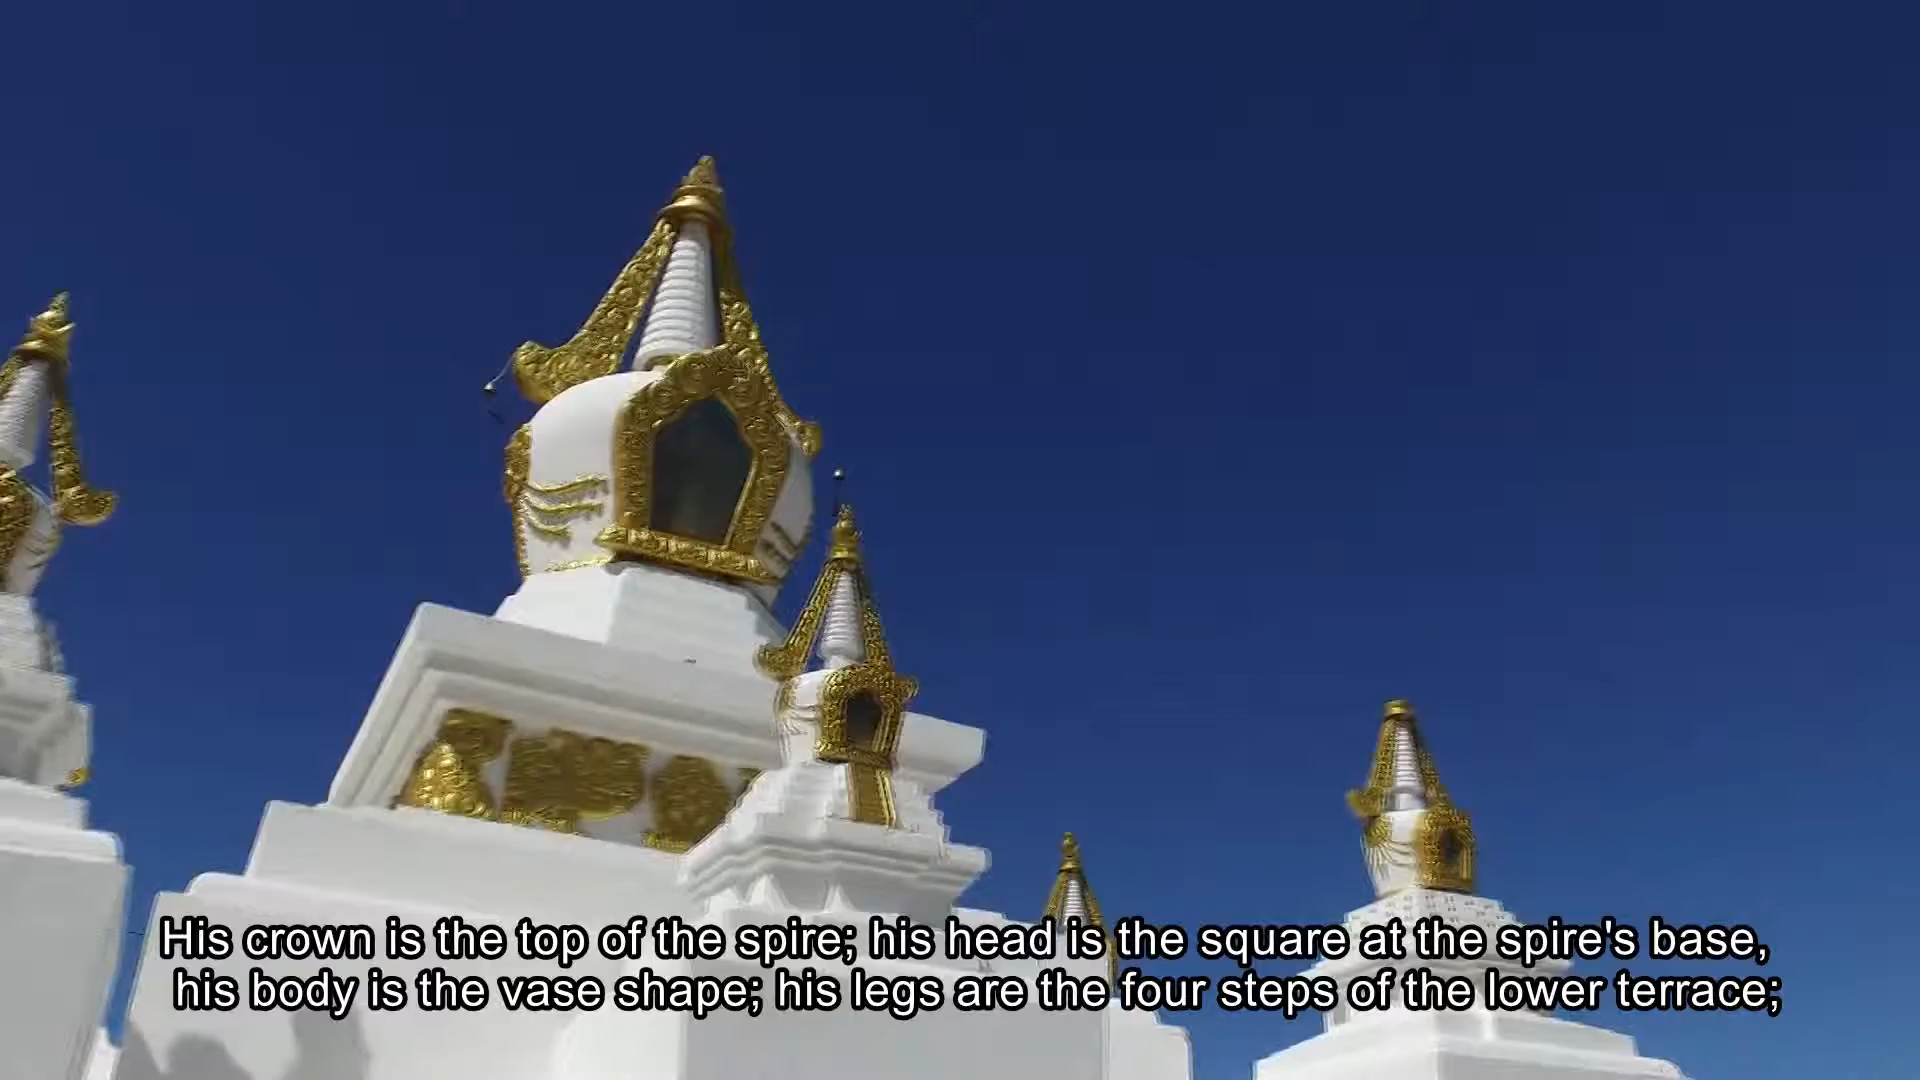 His crown is the top of the spire; his head is the square at the spire's base,
his body is the vase shape; his legs are the four steps of the lower terrace;